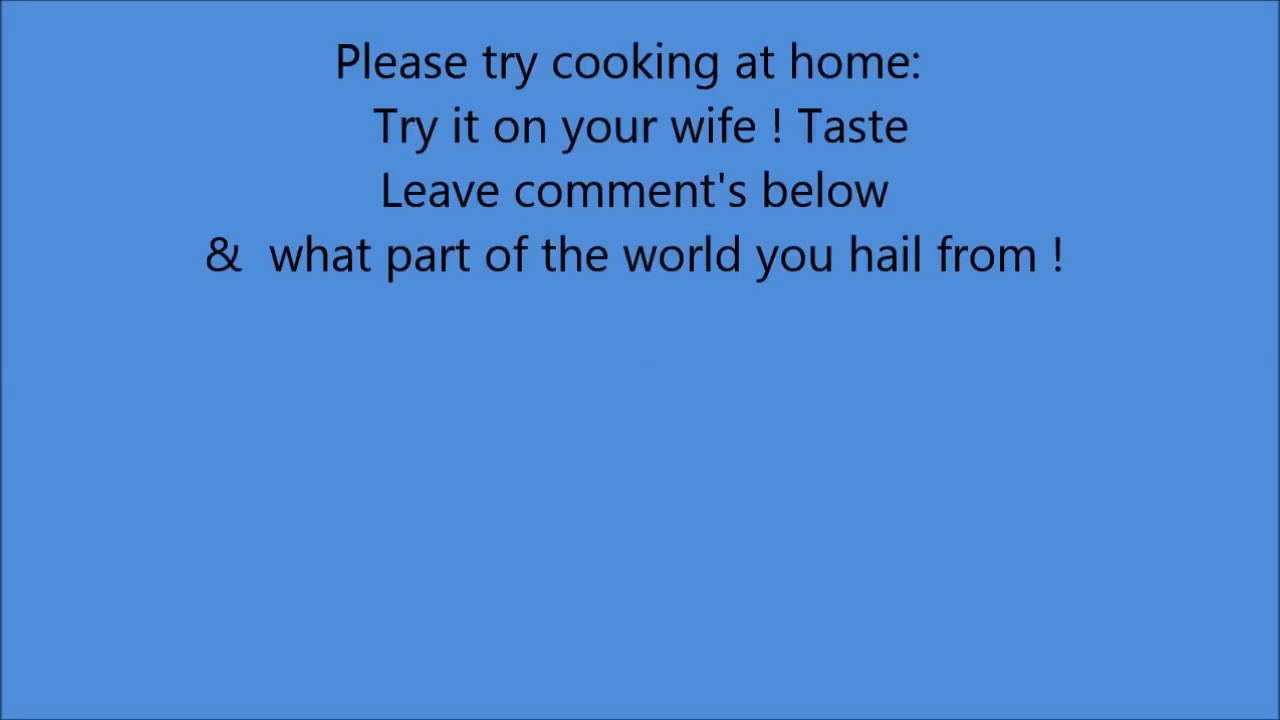 Please try cooking at home:
Try it on your wife ! Taste
Leave comment's below
&  what part of the world you hail from !